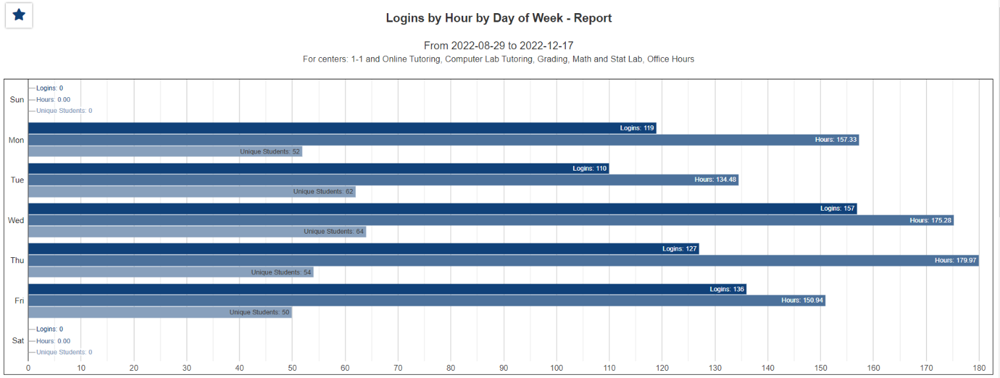 Logins by Hour by Day of Week - Report
From 2022-08-29 to 2022-12-17
For centers: 1-1 and Online Tutoring, Computer Lab Tutoring, Grading, Math and Stat Lab, Office Hours
Logins: 0
Sun
Hours: 0.00
Unique Students: 0
Logins: 119
Mon
Hours: 157.33
Unique Students: 52
Logins: 110
Tue
Hours: 134.48
Unique Students: 62
Logins: 157
Wed
Hours: 175.28
Unique Students: 64
Logins: 127
Thu
Hours: 179.97
Unique Students: 54
Logins: 136
Fri
Hours: 150.94
Unique Students: 50
Logins: 0
Sat
Hours: 0.00
Unique Students: 0
0 10 20 30 40 50 60 70 80 90 100 110 120 130 140 150 160 170 180